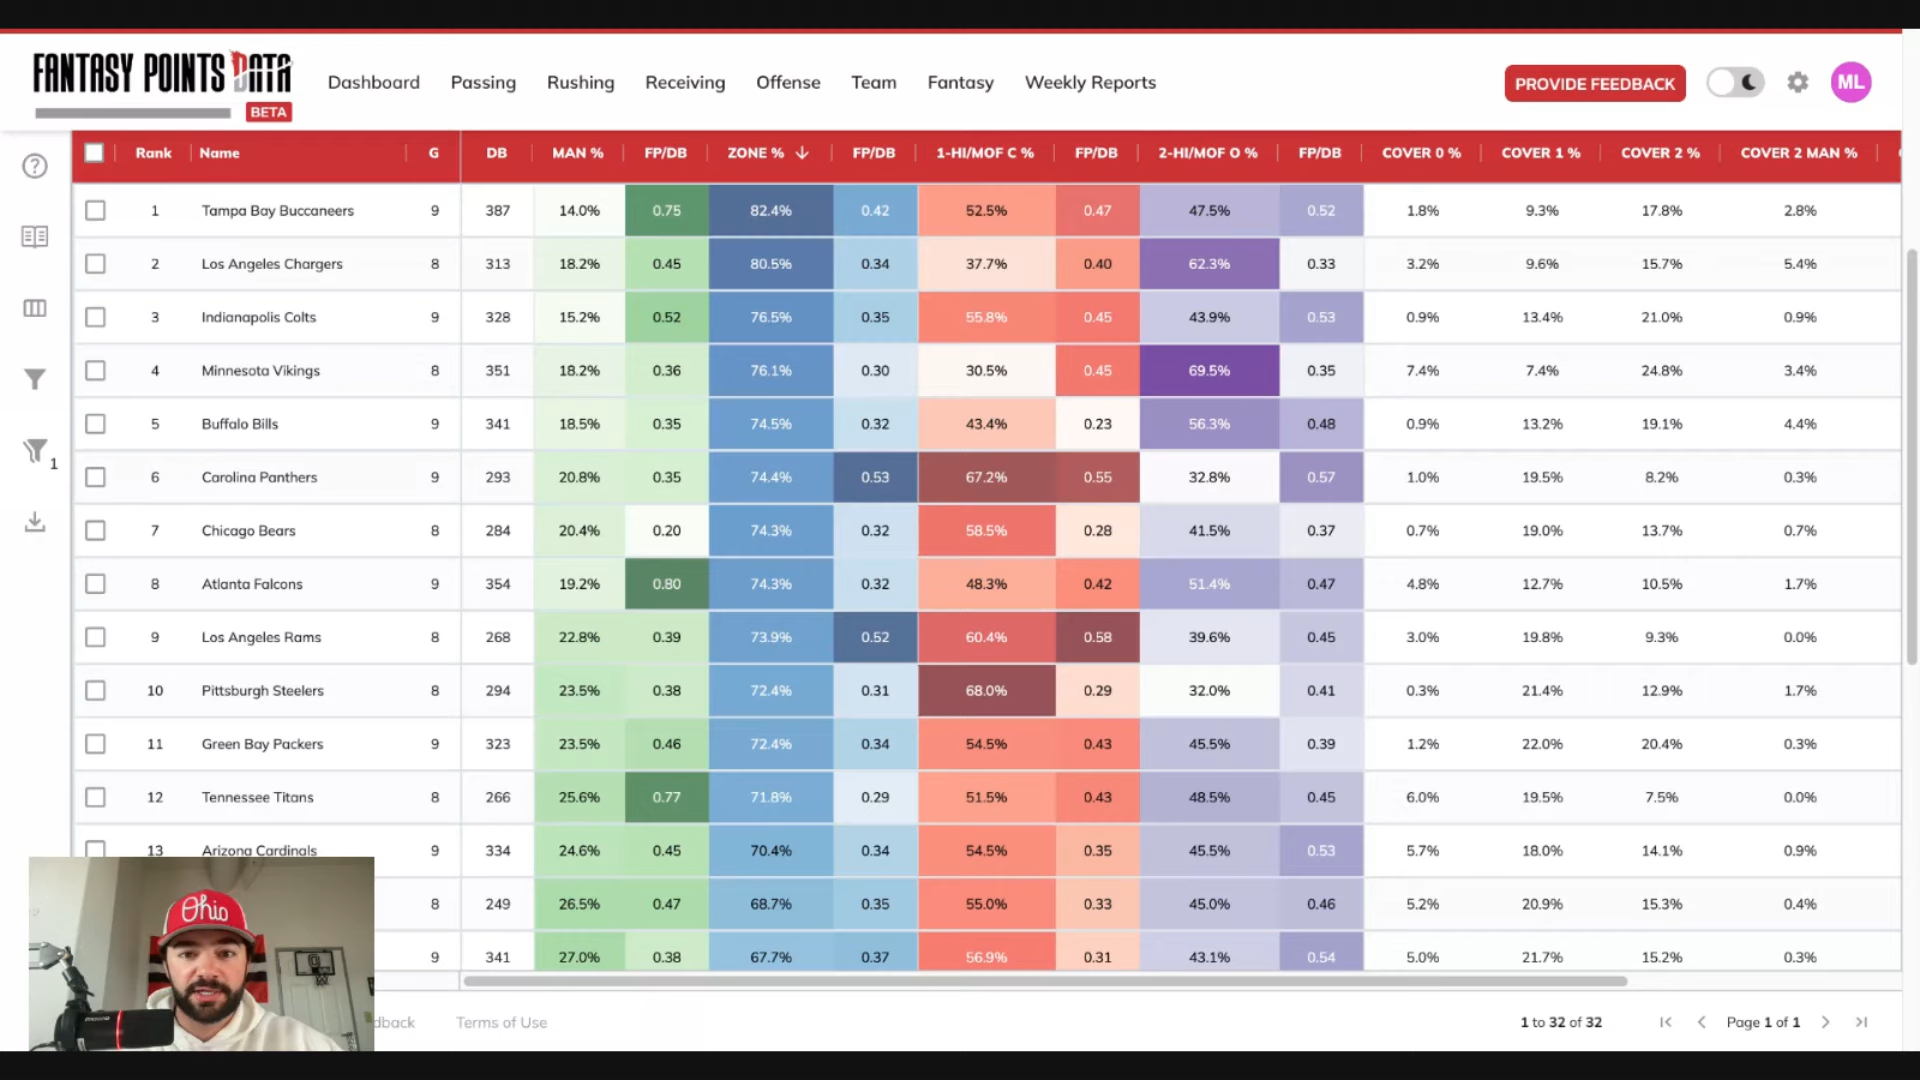 FANTASY POINTS DATA
BETA
Dashboard Passing Rushing Receiving Offense Team Fantasy Weekly Reports PROVIDE FEEDBACK ML
Rank Name G DB MAN % FP/DB ZONE % FP/DB 1-HI/MOF C % FP/DB 2-HI/MOF O % FP/DB COVER 0 % COVER 1 % COVER 2 % COVER 2 MAN %
1 Tampa Bay Buccaneers 9 387 14.0% 0.75 82.4% 0.42 52.5% 0.47 47.5% 0.52 1.8% 9.3% 17.8% 2.8%
2 Los Angeles Chargers 8 313 18.2% 0.45 80.5% 0.34 37.7% 0.40 62.3% 0.33 3.2% 9.6% 15.7% 5.4%
3 Indianapolis Colts 9 328 15.2% 0.52 76.5% 0.35 55.8% 0.45 43.9% 0.53 0.9% 13.4% 21.0% 0.9%
4 Minnesota Vikings 8 351 18.2% 0.36 76.1% 0.30 30.5% 0.45 69.5% 0.35 7.4% 7.4% 24.8% 3.4%
5 Buffalo Bills 9 341 18.5% 0.35 74.5% 0.32 43.4% 0.23 56.3% 0.48 0.9% 13.2% 19.1% 4.4%
1
6 Carolina Panthers 9 293 20.8% 0.35 74.4% 0.53 67.2% 0.55 32.8% 0.57 1.0% 19.5% 8.2% 0.3%
7 Chicago Bears 8 284 20.4% 0.20 74.3% 0.32 58.5% 0.28 41.5% 0.37 0.7% 19.0% 13.7% 0.7%
8 Atlanta Falcons 9 354 19.2% 0.80 74.3% 0.32 48.3% 0.42 51.4% 0.47 4.8% 12.7% 10.5% 1.7%
9 Los Angeles Rams 8 268 22.8% 0.39 73.9% 0.52 60.4% 0.58 39.6% 0.45 3.0% 19.8% 9.3% 0.0%
10 Pittsburgh Steelers 8 294 23.5% 0.38 72.4% 0.31 68.0% 0.29 32.0% 0.41 0.3% 21.4% 12.9% 1.7%
11 Green Bay Packers 9 323 23.5% 0.46 72.4% 0.34 54.5% 0.43 45.5% 0.39 1.2% 22.0% 20.4% 0.3%
12 Tennessee Titans 8 266 25.6% 0.77 71.8% 0.29 51.5% 0.43 48.5% 0.45 6.0% 19.5% 7.5% 0.0%
13 Arizona Cardinals 9 334 24.6% 0.45 70.4% 0.34 54.5% 0.35 45.5% 0.53 5.7% 18.0% 14.1% 0.9%
8 249 26.5% 0.47 68.7% 0.35 55.0% 0.33 45.0% 0.46 5.2% 20.9% 15.3% 0.4%
9 341 27.0% 0.38 67.7% 0.37 56.9% 0.31 43.1% 0.54 5.0% 21.7% 15.2% 0.3%
Ohio
dback Terms of Use 1 to 32 of 32 Page 1 of 1